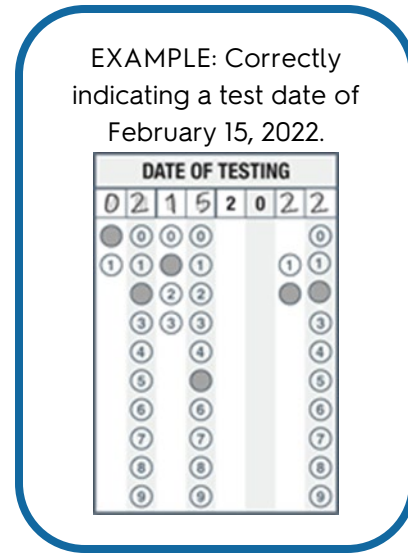 EXAMPLE: Correctly
indicating a test date of
February 15, 2022.
DATE OF TESTING
0 2 1 5 2 0 2 2
0 0 0 0
1 1 1 1 1
2 2
3 3 3 3
4 4 4
5 5
6 6 6
7 7 7
8 8 8
9 9 9